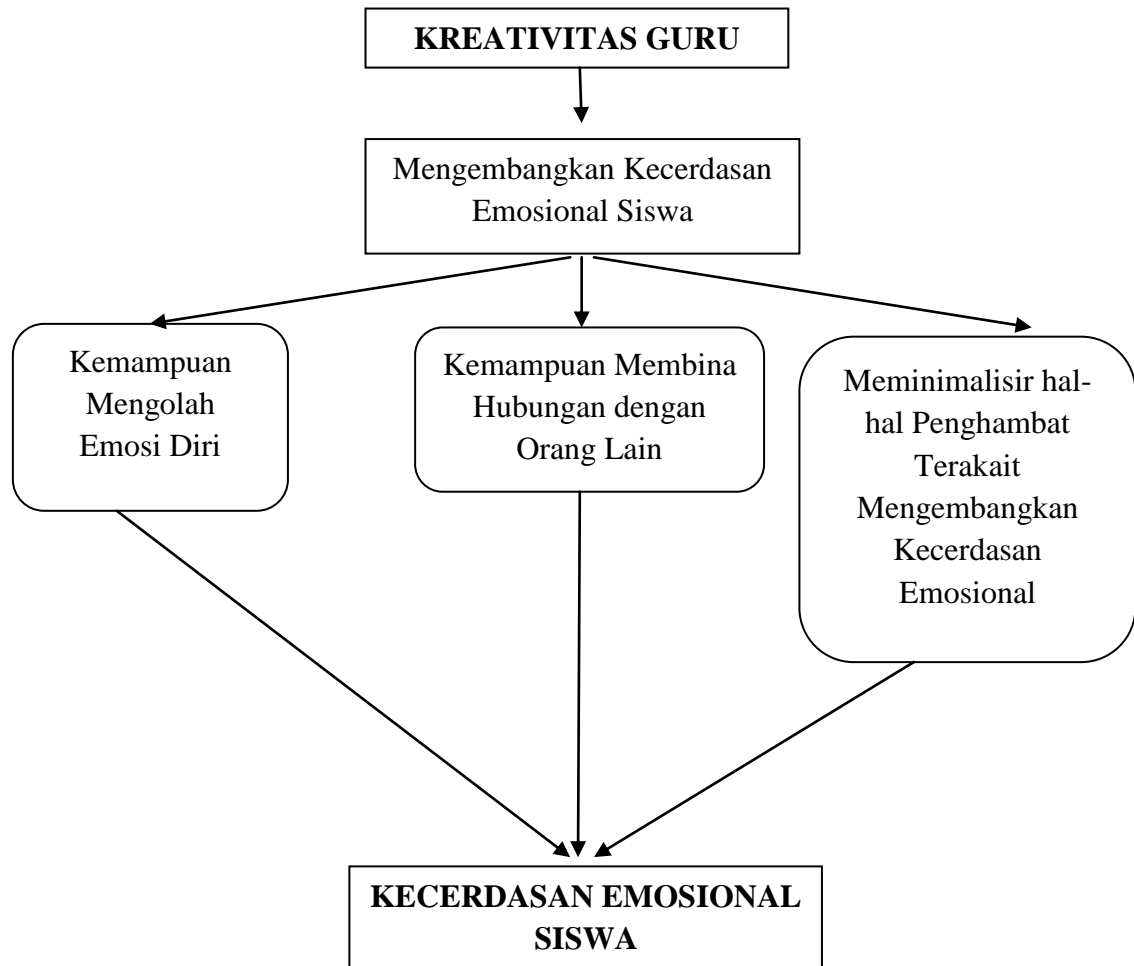 KREATIVITAS GURU
Mengembangkan Kecerdasan
Emosional Siswa
Kemampuan
Mengolah
Emosi Diri
Kemampuan Membina
Hubungan dengan
Orang Lain
Meminimalisir hal-
hal Penghambat
Terakait
Mengembangkan
Kecerdasan
Emosional
KECERDASAN EMOSIONAL
SISWA